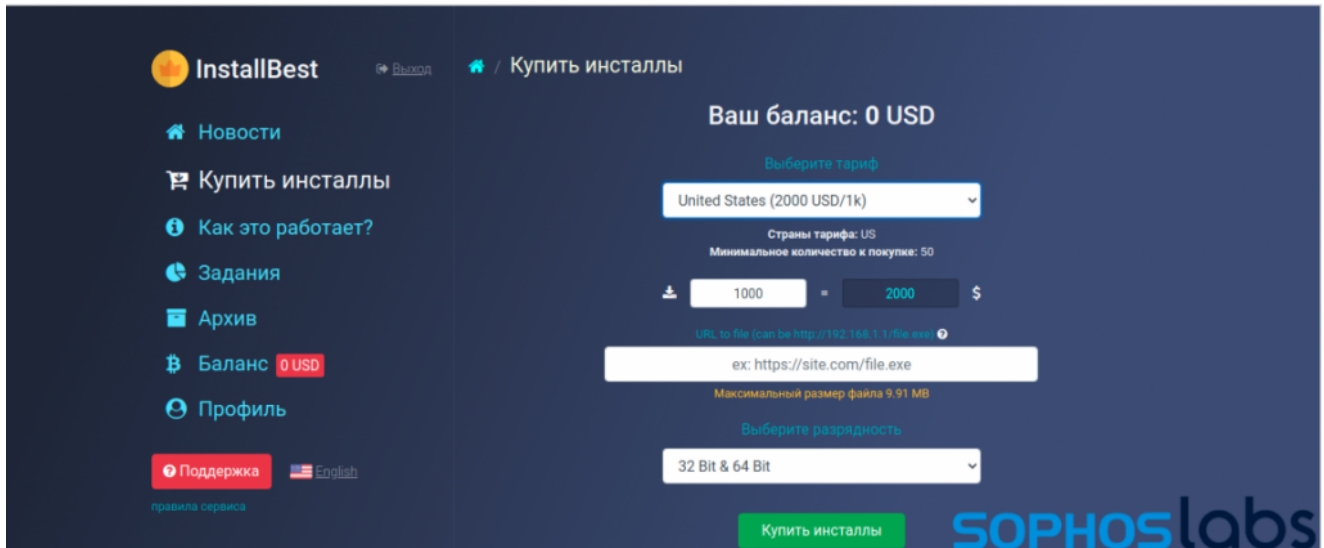 InstallBest
Выход
/ Купить инсталлы
Ваш баланс: 0 USD
Новости
Купить инсталлы
Как это работает?
Задания
Архив
Баланс 0 USD
Профиль
Поддержка
English
правила сервиса
Выберите тариф
United States (2000 USD/1k)
Страны тарифа: US
Минимальное количество к покупке: 50
1000 = 2000 $
URL to file (can be http://192.168.1.1/file.exe)
ex: https://site.com/file.exe
Максимальный размер файла 9.91 MB
Выберите разрядность
32 Bit & 64 Bit
Купить инсталлы
SOPHOSlabs